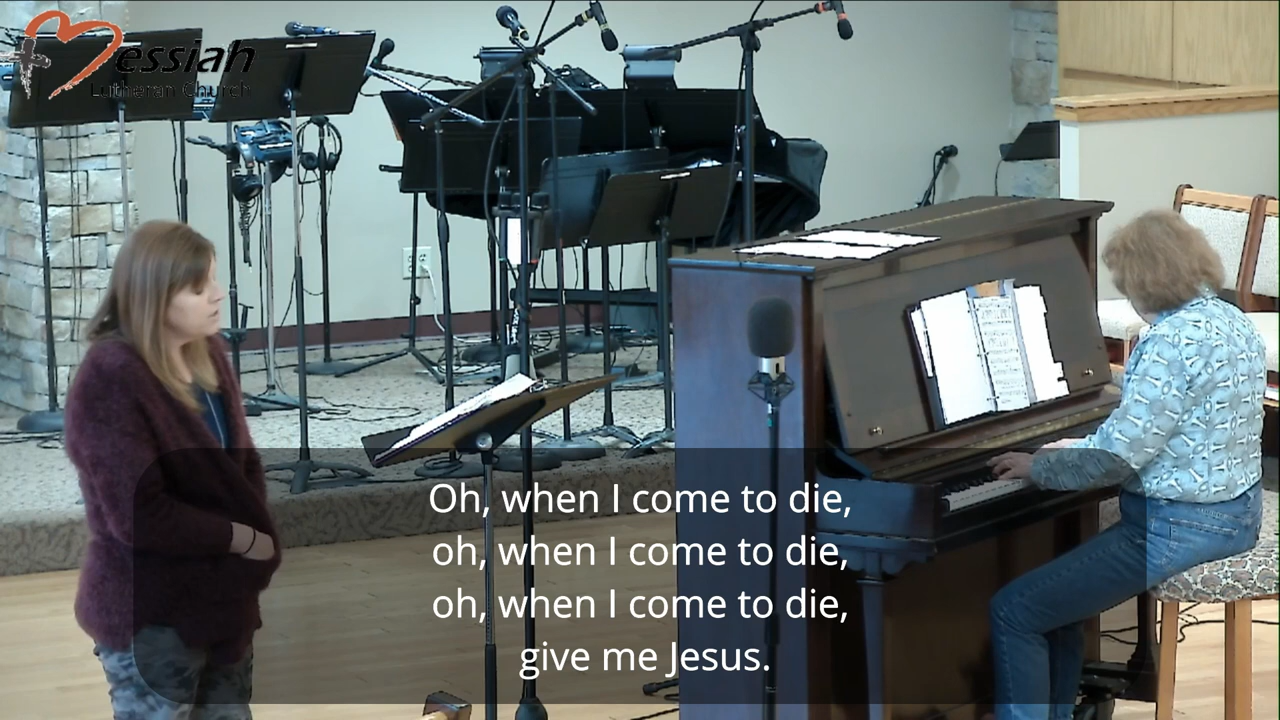 Messiah
Lutheran Church
Oh, when I come to die,
oh, when I come to die,
oh, when I come to die,
give me Jesus.